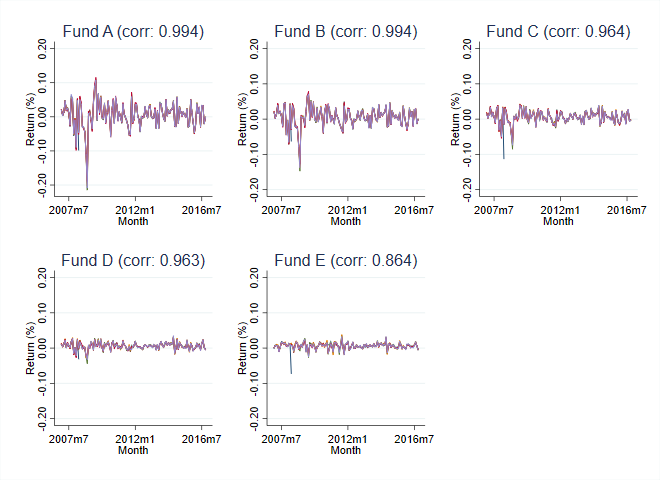 Fund A (corr: 0.994)
Return (%)
0.20
0.10
0.00
-0.10
-0.20
2007m7 2012m1 2016m7
Month
Fund B (corr: 0.994)
Return (%)
0.20
0.10
0.00
-0.10
-0.20
2007m7 2012m1 2016m7
Month
Fund C (corr: 0.964)
Return (%)
0.20
0.10
0.00
-0.10
-0.20
2007m7 2012m1 2016m7
Month
Fund D (corr: 0.963)
Return (%)
0.20
0.10
0.00
-0.10
-0.20
2007m7 2012m1 2016m7
Month
Fund E (corr: 0.864)
Return (%)
0.20
0.10
0.00
-0.10
-0.20
2007m7 2012m1 2016m7
Month